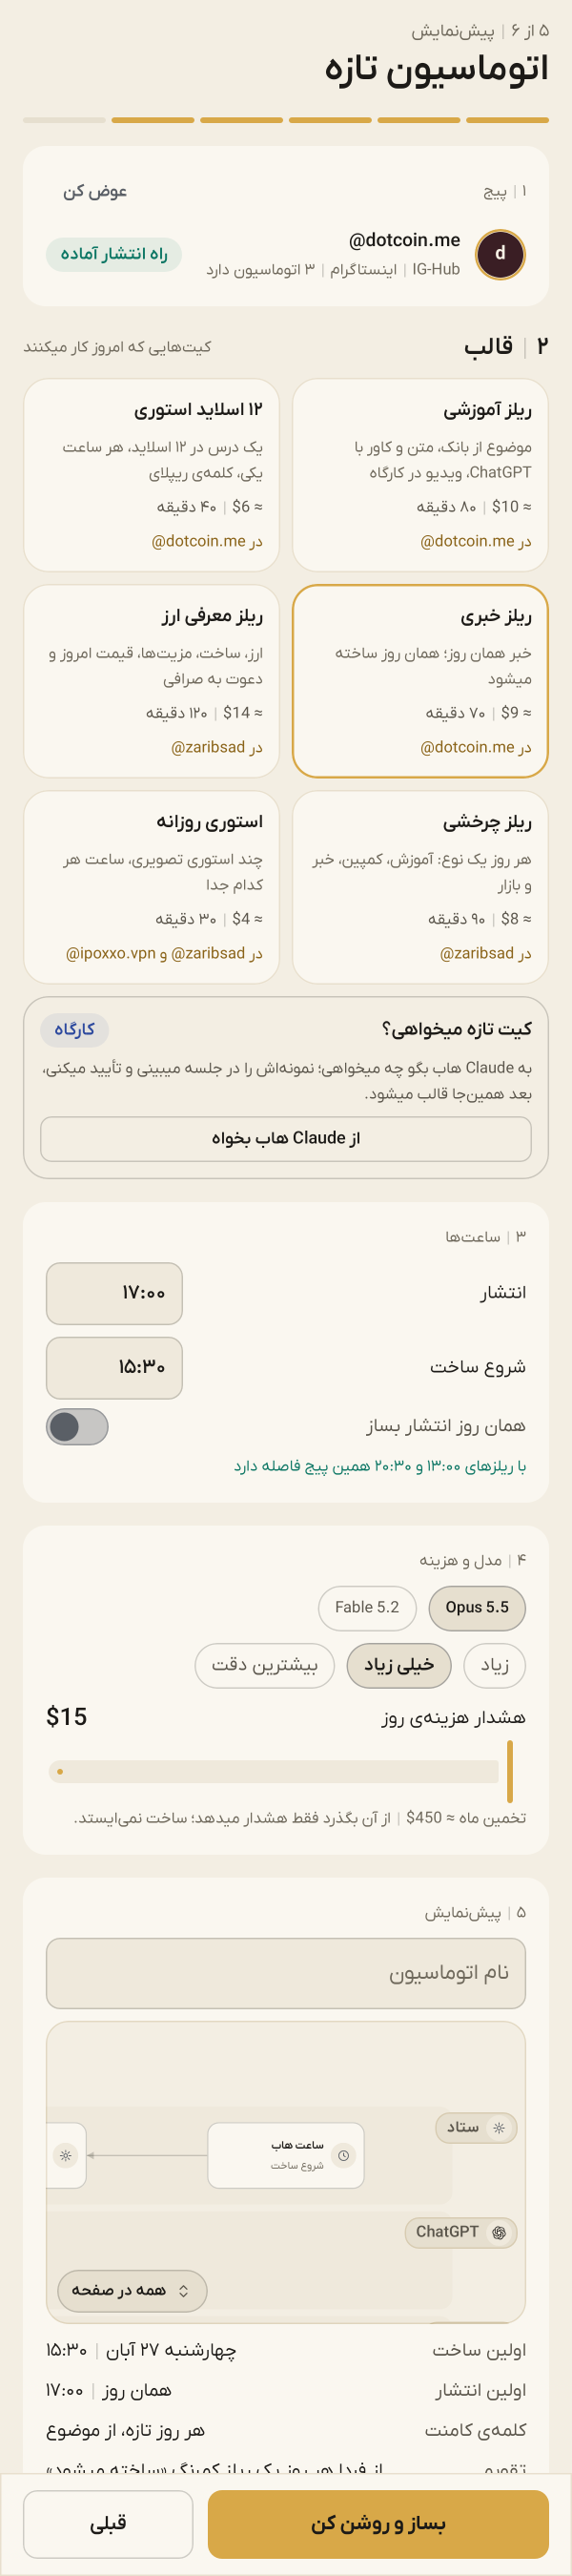 ۵ از ۶ | پیش‌نمایش
اتوماسیون تازه
۱ | پیج
عوض کن
d
@dotcoin.me
IG-Hub | اینستاگرام | ۳ اتوماسیون دارد
راه انتشار آماده
۲ | قالب
کیت‌هایی که امروز کار میکنند
ریلز آموزشی
موضوع از بانک، متن و کاور با
ChatGPT، ویدیو در کارگاه
≈ $10 | ۸۰ دقیقه
در @dotcoin.me
۱۲ اسلاید استوری
یک درس در ۱۲ اسلاید، هر ساعت
یکی، کلمه‌ی ریپلای
≈ $6 | ۴۰ دقیقه
در @dotcoin.me
ریلز خبری
خبر همان روز؛ همان روز ساخته
میشود
≈ $9 | ۷۰ دقیقه
در @dotcoin.me
ریلز معرفی ارز
ارز، ساخت، مزیت‌ها، قیمت امروز و
دعوت به صرافی
≈ $14 | ۱۲۰ دقیقه
در @zaribsad
ریلز چرخشی
هر روز یک نوع: آموزش، کمپین، خبر
و بازار
≈ $8 | ۹۰ دقیقه
در @zaribsad
استوری روزانه
چند استوری تصویری، ساعت هر
کدام جدا
≈ $4 | ۳۰ دقیقه
در @zaribsad و @ipoxxo.vpn
کیت تازه میخواهی؟
کارگاه
به Claude هاب بگو چه میخواهی؛ نمونه‌اش را در جلسه میبینی و تأیید میکنی،
بعد همین‌جا قالب میشود.
از Claude هاب بخواه
۳ | ساعت‌ها
انتشار
۱۷:۰۰
شروع ساخت
۱۵:۳۰
همان روز انتشار بساز
با ریلزهای ۱۳:۰۰ و ۲۰:۳۰ همین پیج فاصله دارد
۴ | مدل و هزینه
Opus 5.5
Fable 5.2
زیاد
خیلی زیاد
بیشترین دقت
هشدار هزینه‌ی روز
$15
تخمین ماه ≈ $450 | از آن بگذرد فقط هشدار میدهد؛ ساخت نمی‌ایستد.
۵ | پیش‌نمایش
نام اتوماسیون
ستاد
ساعت هاب
شروع ساخت
ChatGPT
همه در صفحه
اولین ساخت
چهارشنبه ۲۷ آبان | ۱۵:۳۰
اولین انتشار
همان روز | ۱۷:۰۰
کلمه‌ی کامنت
هر روز تازه، از موضوع
تقویم
از فردا هر روز یک ریلز کمرنگ «ساخته میشود»
بساز و روشن کن
قبلی